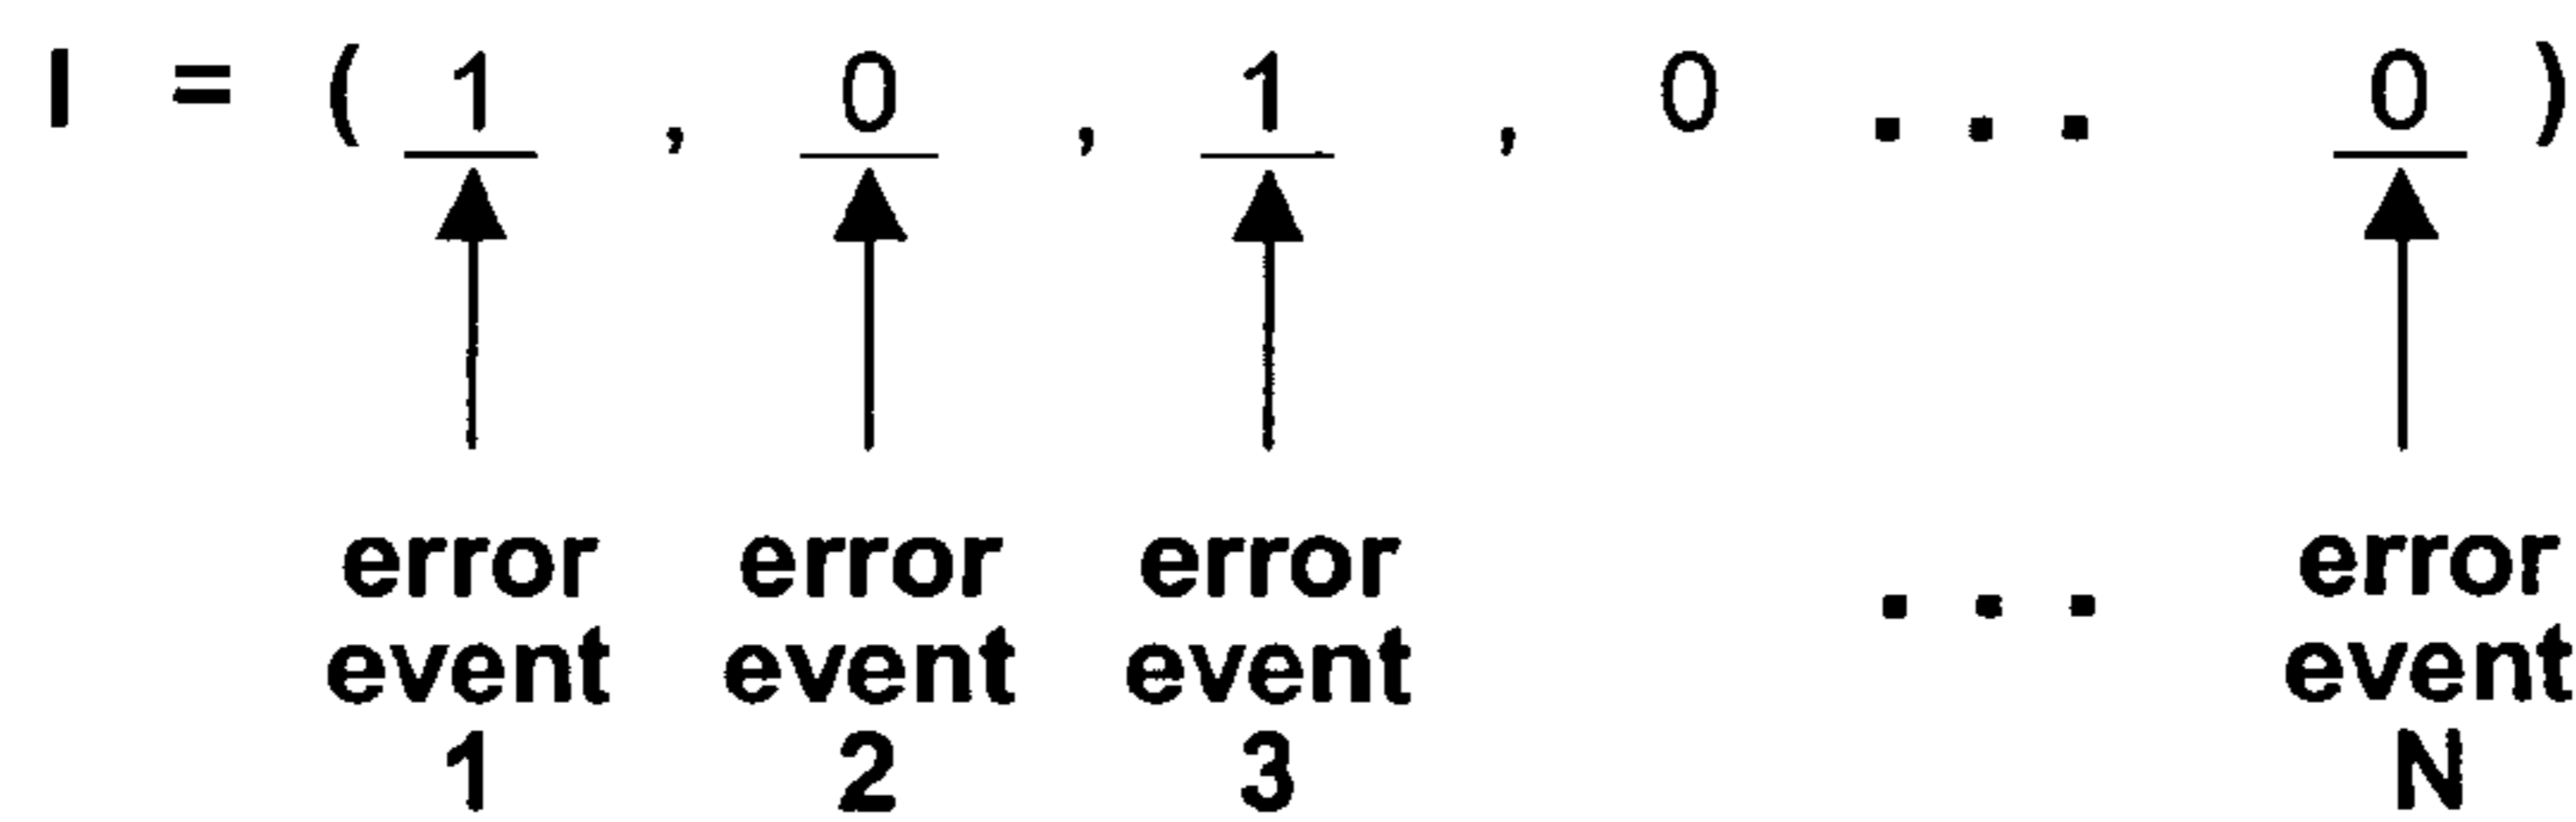 I = ( 1 , 0 , 1 , 0 . . . 0 )
error error error . . . error
event event event event
1 2 3 N